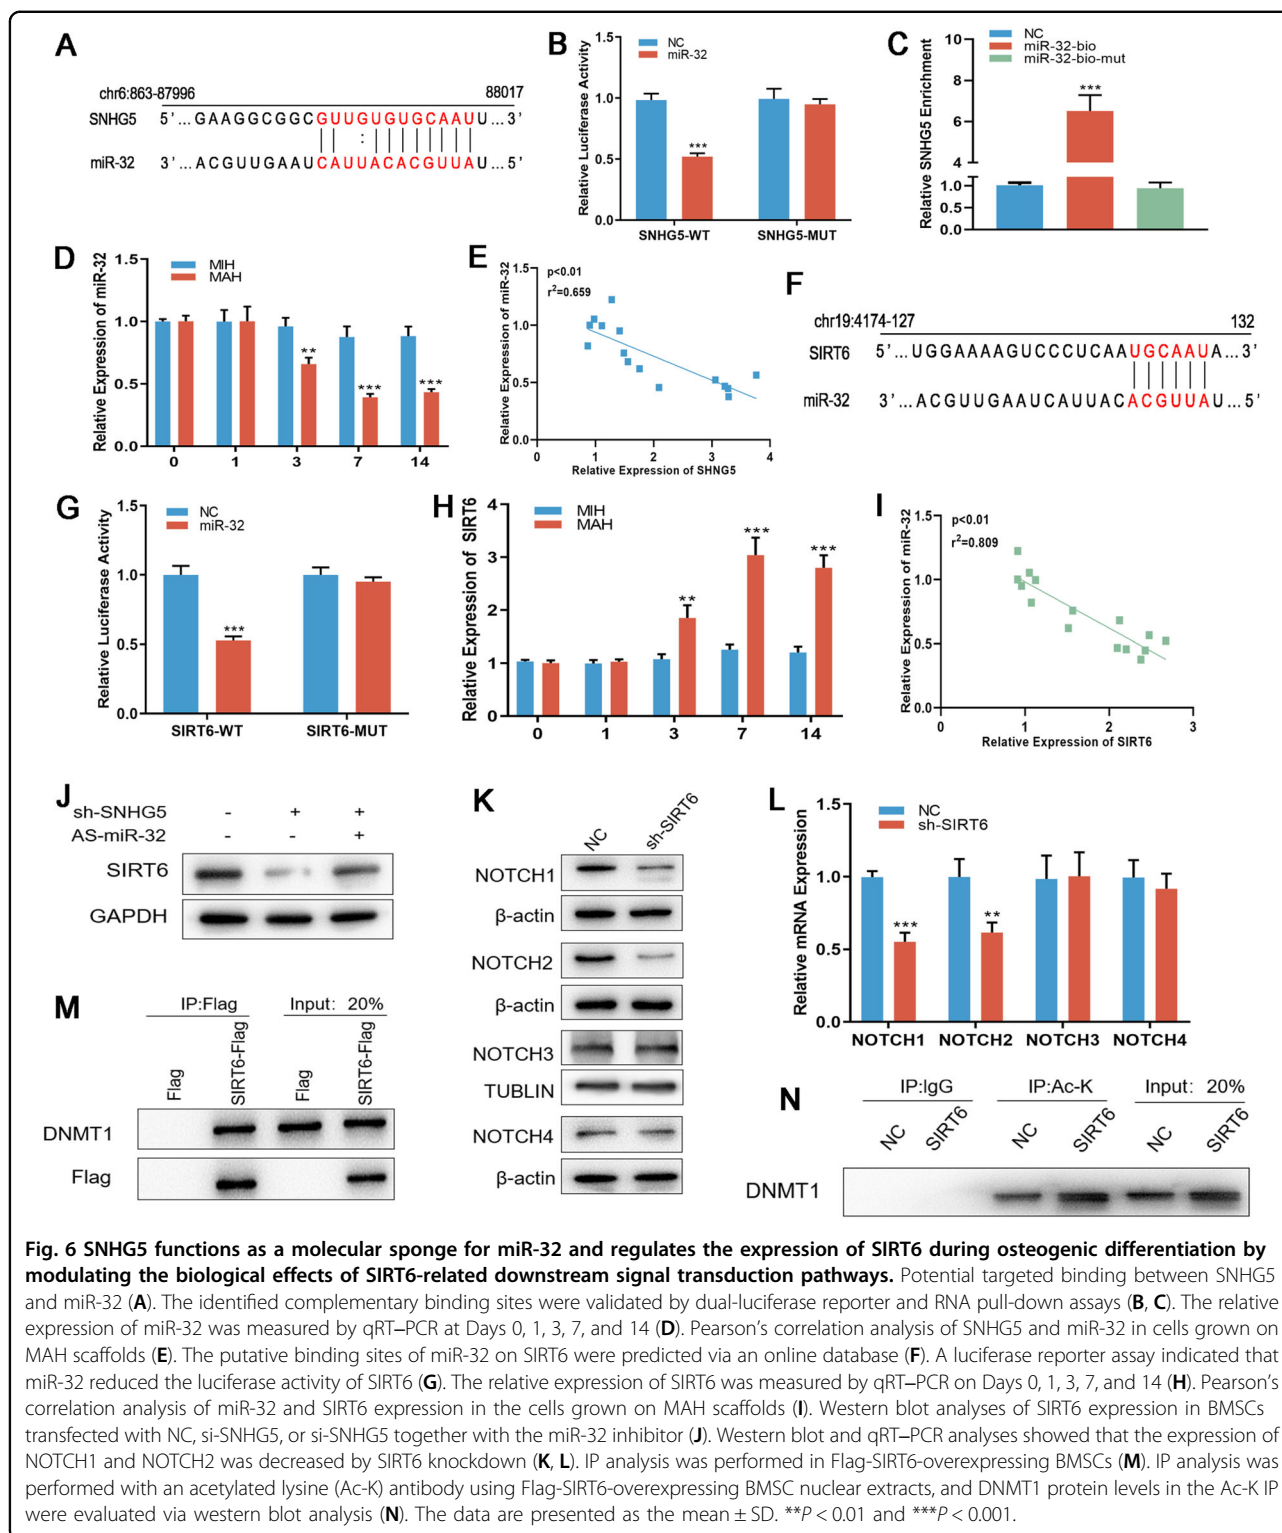 A
chr6:863-87996 88017
SNHG5 5’...GAAGGCGGCGUUGUGUGCAAUU...3’
miR-32 3’...ACGUUGAAUCAUUACACGUUAU...5’
B
NC
miR-32
Relative Luciferase Activity
1.5
1.0
0.5
0.0
***
SNHG5-WT SNHG5-MUT
C
NC
miR-32-bio
miR-32-bio-mut
Relative SNHG5 Enrichment
10
8
6
4
1.0
0.5
0.0
***
D
MIH
MAH
Relative Expression of miR-32
1.5
1.0
0.5
0.0
** *** ***
0 1 3 7 14
E
p<0.01
r2=0.659
Relative Expression of miR-32
1.5
1.0
0.5
0.0
0 1 2 3 4
Relative Expression of SHNG5
F
chr19:4174-127 132
SIRT6 5’...UGGAAAAGUCCCUCAAUGCAAUA...3’
miR-32 3’...ACGUUGAAUCAUUACACGUUAU...5’
G
NC
miR-32
Relative Luciferase Activity
1.5
1.0
0.5
0.0
***
SIRT6-WT SIRT6-MUT
H
MIH
MAH
Relative Expression of SIRT6
4
3
2
1
0
** *** ***
0 1 3 7 14
I
p<0.01
r2=0.809
Relative Expression of miR-32
1.5
1.0
0.5
0.0
0 1 2 3
Relative Expression of SIRT6
J
sh-SNHG5 - + +
AS-miR-32 - - +
SIRT6
GAPDH
K
NC sh-SIRT6
NOTCH1
β-actin
NOTCH2
β-actin
NOTCH3
TUBLIN
NOTCH4
β-actin
L
NC
sh-SIRT6
Relative mRNA Expression
1.5
1.0
0.5
0.0
*** **
NOTCH1 NOTCH2 NOTCH3 NOTCH4
M
IP:Flag Input: 20%
Flag SIRT6-Flag Flag SIRT6-Flag
DNMT1
Flag
N
IP:IgG IP:Ac-K Input: 20%
NC SIRT6 NC SIRT6 NC SIRT6
DNMT1
Fig. 6 SNHG5 functions as a molecular sponge for miR-32 and regulates the expression of SIRT6 during osteogenic differentiation by
modulating the biological effects of SIRT6-related downstream signal transduction pathways. Potential targeted binding between SNHG5
and miR-32 (A). The identified complementary binding sites were validated by dual-luciferase reporter and RNA pull-down assays (B, C). The relative
expression of miR-32 was measured by qRT–PCR at Days 0, 1, 3, 7, and 14 (D). Pearson’s correlation analysis of SNHG5 and miR-32 in cells grown on
MAH scaffolds (E). The putative binding sites of miR-32 on SIRT6 were predicted via an online database (F). A luciferase reporter assay indicated that
miR-32 reduced the luciferase activity of SIRT6 (G). The relative expression of SIRT6 was measured by qRT–PCR on Days 0, 1, 3, 7, and 14 (H). Pearson’s
correlation analysis of miR-32 and SIRT6 expression in the cells grown on MAH scaffolds (I). Western blot analyses of SIRT6 expression in BMSCs
transfected with NC, si-SNHG5, or si-SNHG5 together with the miR-32 inhibitor (J). Western blot and qRT–PCR analyses showed that the expression of
NOTCH1 and NOTCH2 was decreased by SIRT6 knockdown (K, L). IP analysis was performed in Flag-SIRT6-overexpressing BMSCs (M). IP analysis was
performed with an acetylated lysine (Ac-K) antibody using Flag-SIRT6-overexpressing BMSC nuclear extracts, and DNMT1 protein levels in the Ac-K IP
were evaluated via western blot analysis (N). The data are presented as the mean ± SD. **P < 0.01 and ***P < 0.001.